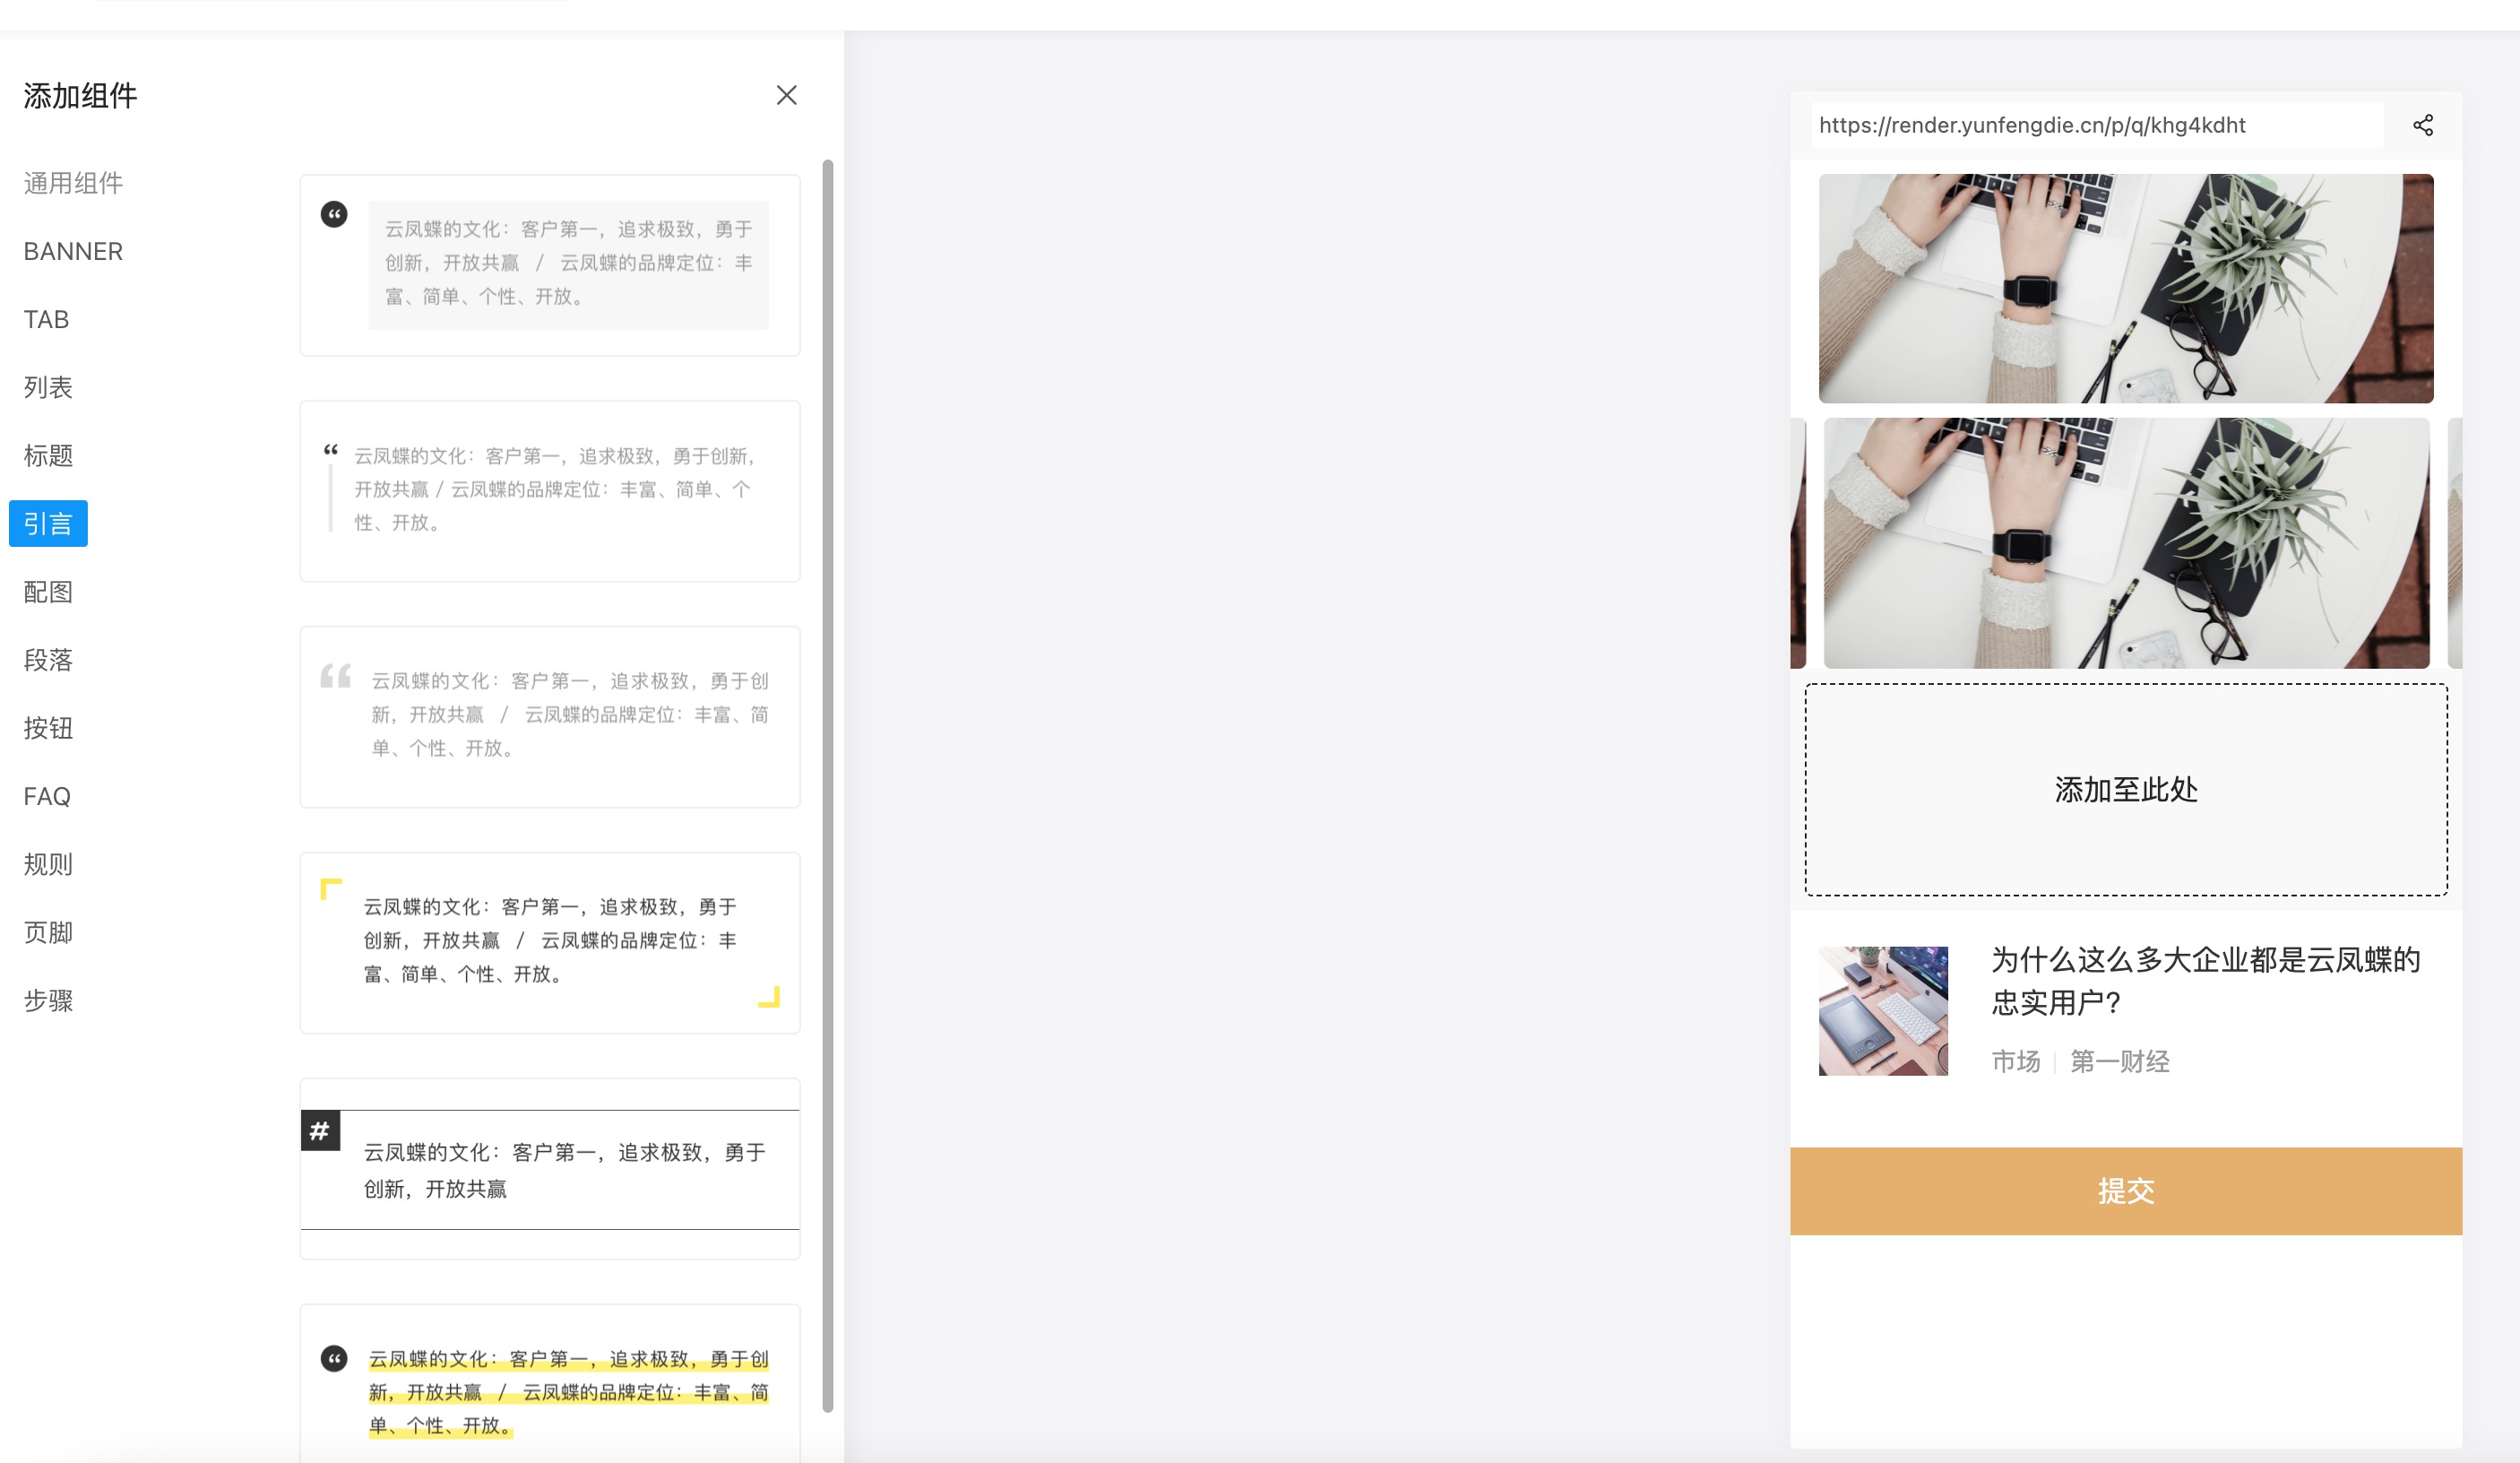 添加组件
通用组件
BANNER
TAB
列表
标题
引言
配图
段落
按钮
FAQ
规则
页脚
步骤
云凤蝶的文化：客户第一，追求极致，勇于
创新，开放共赢 / 云凤蝶的品牌定位：丰
富、简单、个性、开放。
云凤蝶的文化：客户第一，追求极致，勇于创新，
开放共赢 / 云凤蝶的品牌定位：丰富、简单、个
性、开放。
云凤蝶的文化：客户第一，追求极致，勇于创
新，开放共赢 / 云凤蝶的品牌定位：丰富、简
单、个性、开放。
云凤蝶的文化：客户第一，追求极致，勇于
创新，开放共赢 / 云凤蝶的品牌定位：丰
富、简单、个性、开放。
#
云凤蝶的文化：客户第一，追求极致，勇于
创新，开放共赢
云凤蝶的文化：客户第一，追求极致，勇于创
新，开放共赢 / 云凤蝶的品牌定位：丰富、简
单、个性、开放。
https://render.yunfengdie.cn/p/q/khg4kdht
添加至此处
为什么这么多大企业都是云凤蝶的
忠实用户？
市场 | 第一财经
提交